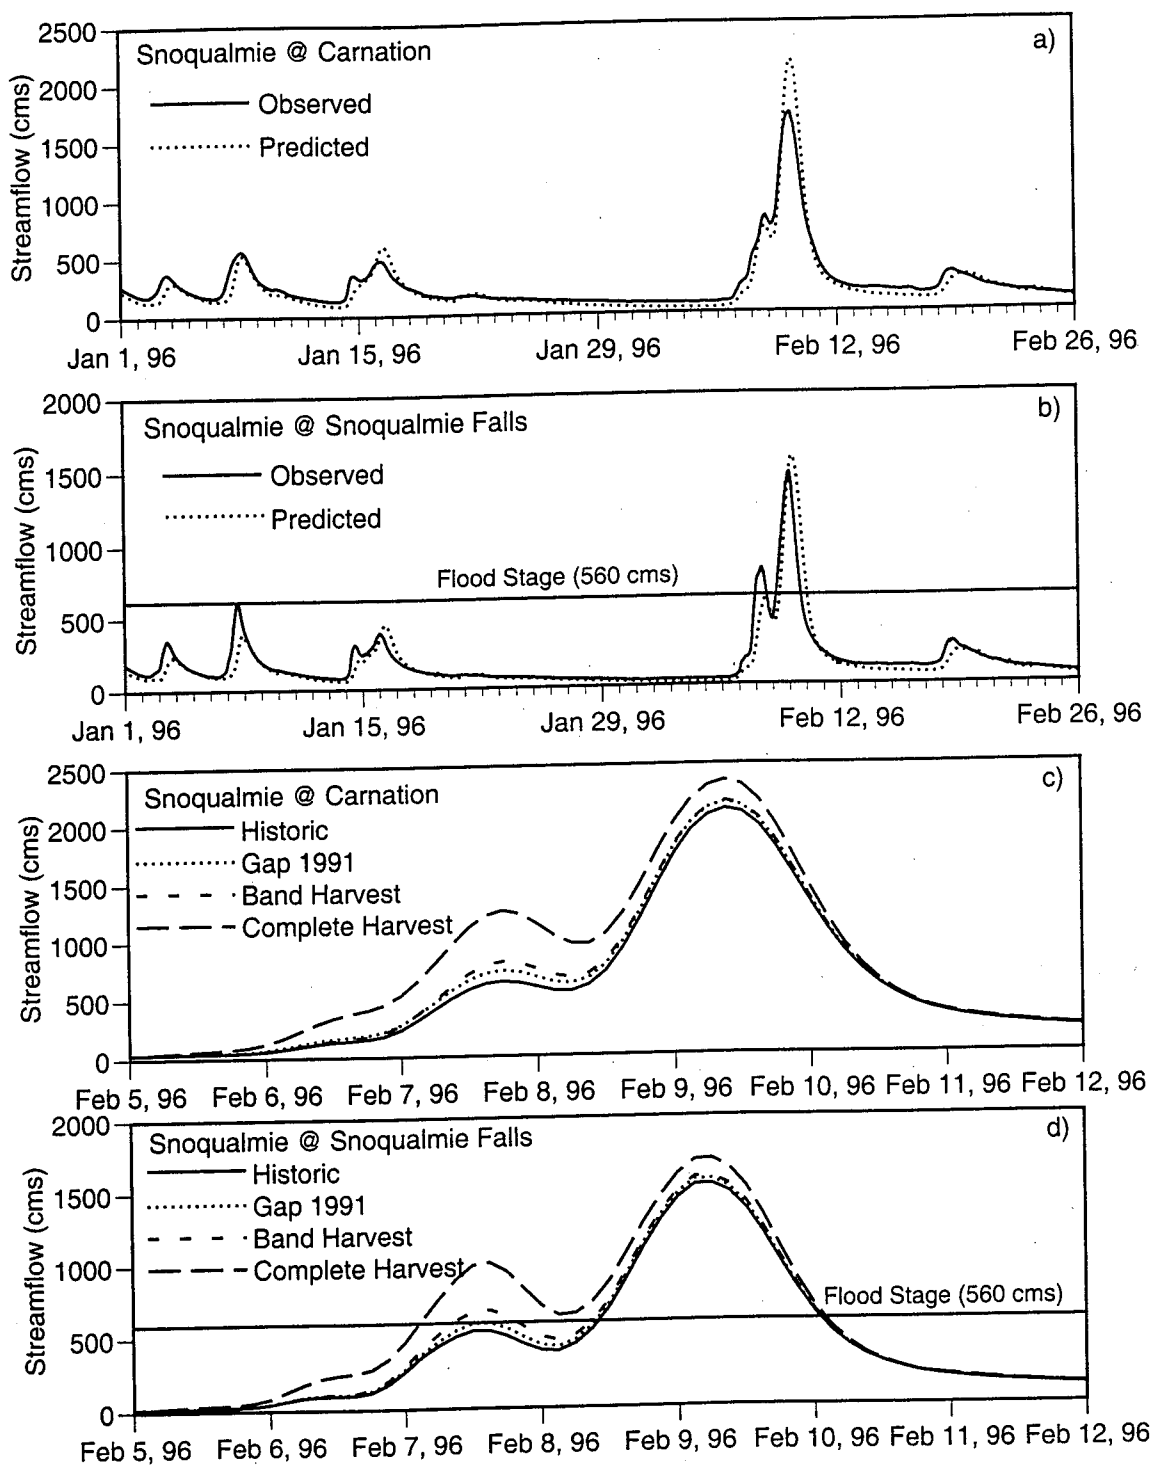 a)
Snoqualmie @ Carnation
Observed
Predicted
Streamflow (cms)
2500
2000
1500
1000
500
0
Jan 1, 96 Jan 15, 96 Jan 29, 96 Feb 12, 96 Feb 26, 96
b)
Snoqualmie @ Snoqualmie Falls
Observed
Predicted
Flood Stage (560 cms)
Streamflow (cms)
2000
1500
1000
500
0
Jan 1, 96 Jan 15, 96 Jan 29, 96 Feb 12, 96 Feb 26, 96
c)
Snoqualmie @ Carnation
Historic
Gap 1991
Band Harvest
Complete Harvest
Streamflow (cms)
2500
2000
1500
1000
500
0
Feb 5, 96 Feb 6, 96 Feb 7, 96 Feb 8, 96 Feb 9, 96 Feb 10, 96 Feb 11, 96 Feb 12, 96
d)
Snoqualmie @ Snoqualmie Falls
Historic
Gap 1991
Band Harvest
Complete Harvest
Flood Stage (560 cms)
Streamflow (cms)
2000
1500
1000
500
0
Feb 5, 96 Feb 6, 96 Feb 7, 96 Feb 8, 96 Feb 9, 96 Feb 10, 96 Feb 11, 96 Feb 12, 96